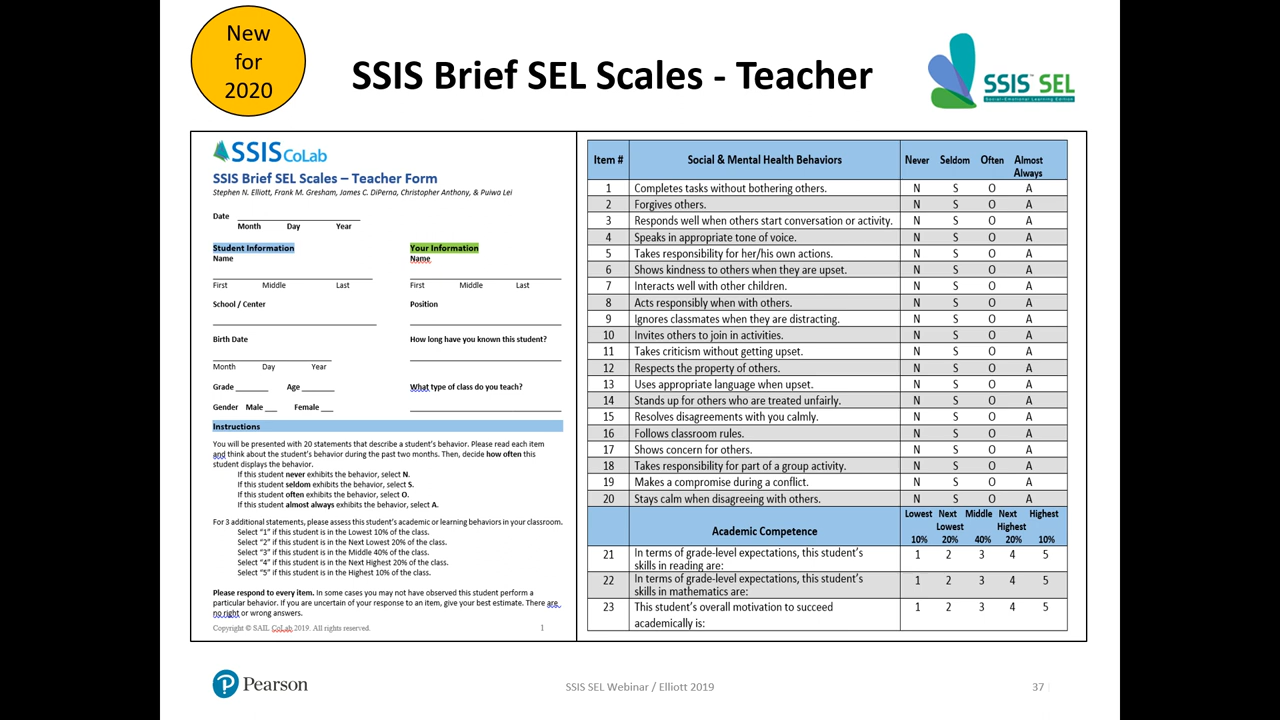 New
for
2020
SSIS Brief SEL Scales - Teacher
SSIS™ SEL
Social-Emotional Learning Edition
SSIS CoLab
SSIS Brief SEL Scales – Teacher Form
Stephen N. Elliott, Frank M. Gresham, James C. DiPerna, Christopher Anthony, & Puiwa Lei
Date
Month Day Year
Student Information Your Information
Name Name
First Middle Last First Middle Last
School / Center Position
Birth Date How long have you known this student?
Month Day Year
Grade Age What type of class do you teach?
Gender Male Female
Instructions
You will be presented with 20 statements that describe a student's behavior. Please read each item
and think about the student's behavior during the past two months. Then, decide how often this
student displays the behavior.
If this student never exhibits the behavior, select N.
If this student seldom exhibits the behavior, select S.
If this student often exhibits the behavior, select O.
If this student almost always exhibits the behavior, select A.
For 3 additional statements, please assess this student's academic or learning behaviors in your classroom.
Select "1" if this student is in the Lowest 10% of the class.
Select "2" if this student is in the Next Lowest 20% of the class.
Select "3" if this student is in the Middle 40% of the class.
Select "4" if this student is in the Next Highest 20% of the class.
Select "5" if this student is in the Highest 10% of the class.
Please respond to every item. In some cases you may not have observed this student perform a
particular behavior. If you are uncertain of your response to an item, give your best estimate. There are
no right or wrong answers.
Copyright © SAIL CoLab 2019. All rights reserved. 1
Item # Social & Mental Health Behaviors Never Seldom Often Almost
Always
1 Completes tasks without bothering others. N S O A
2 Forgives others. N S O A
3 Responds well when others start conversation or activity. N S O A
4 Speaks in appropriate tone of voice. N S O A
5 Takes responsibility for her/his own actions. N S O A
6 Shows kindness to others when they are upset. N S O A
7 Interacts well with other children. N S O A
8 Acts responsibly when with others. N S O A
9 Ignores classmates when they are distracting. N S O A
10 Invites others to join in activities. N S O A
11 Takes criticism without getting upset. N S O A
12 Respects the property of others. N S O A
13 Uses appropriate language when upset. N S O A
14 Stands up for others who are treated unfairly. N S O A
15 Resolves disagreements with you calmly. N S O A
16 Follows classroom rules. N S O A
17 Shows concern for others. N S O A
18 Takes responsibility for part of a group activity. N S O A
19 Makes a compromise during a conflict. N S O A
20 Stays calm when disagreeing with others. N S O A
Lowest Next Middle Next Highest
Academic Competence Lowest Highest
10% 20% 40% 20% 10%
21 In terms of grade-level expectations, this student's 1 2 3 4 5
skills in reading are:
22 In terms of grade-level expectations, this student's 1 2 3 4 5
skills in mathematics are:
23 This student's overall motivation to succeed 1 2 3 4 5
academically is:
Pearson
SSIS SEL Webinar / Elliott 2019
37